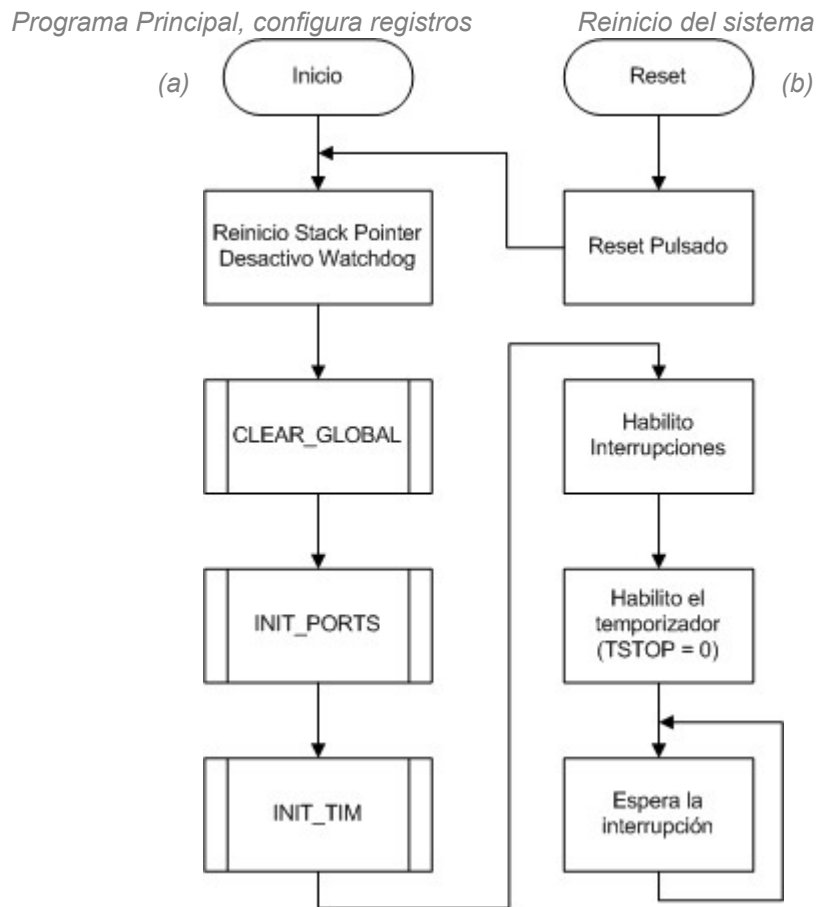 Programa Principal, configura registros
Reinicio del sistema
(a)
Inicio
Reset
(b)
Reinicio Stack Pointer
Desactivo Watchdog
Reset Pulsado
CLEAR_GLOBAL
Habilito
Interrupciones
INIT_PORTS
Habilito el
temporizador
(TSTOP = 0)
INIT_TIM
Espera la
interrupción